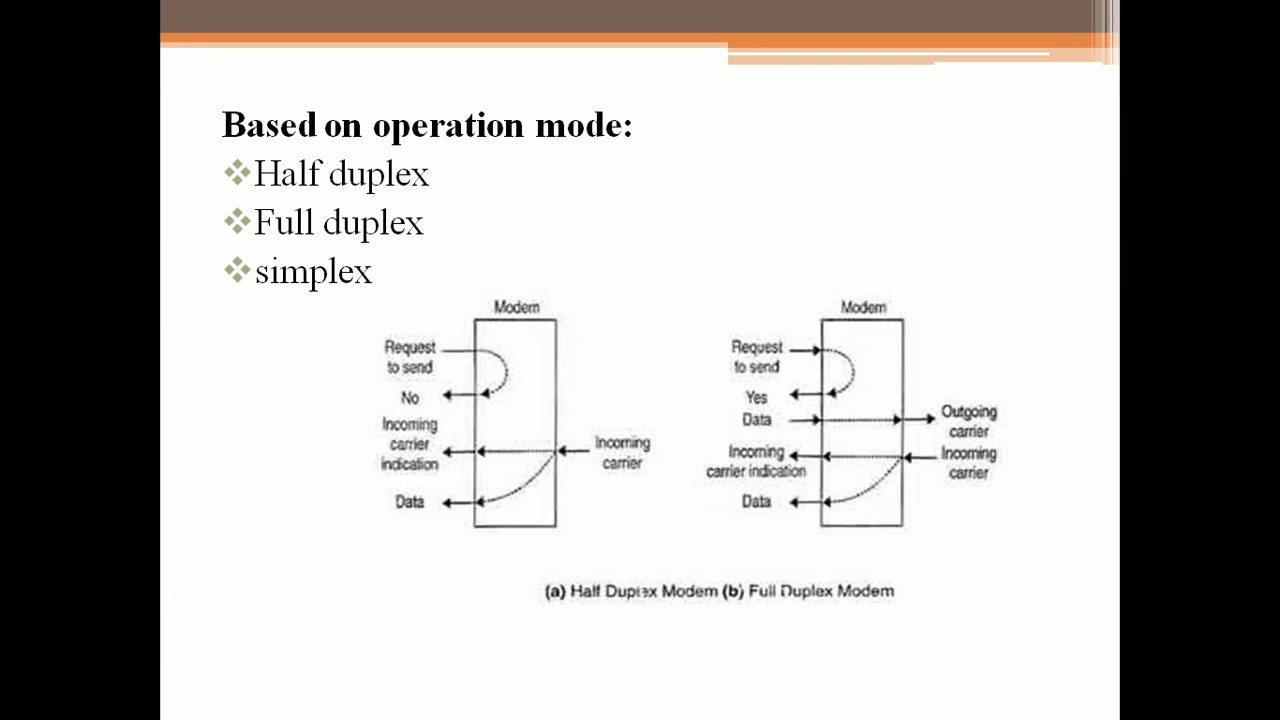 Based on operation mode:
Half duplex
Full duplex
simplex
Modem
Request
to send
No
Incoming
carrier
indication
Data
Incoming
carrier
Modem
Request
to send
Yes
Data
Incoming
carrier indication
Data
Outgoing
carrier
Incoming
carrier
(a) Half Duplex Modem (b) Full Duplex Modem